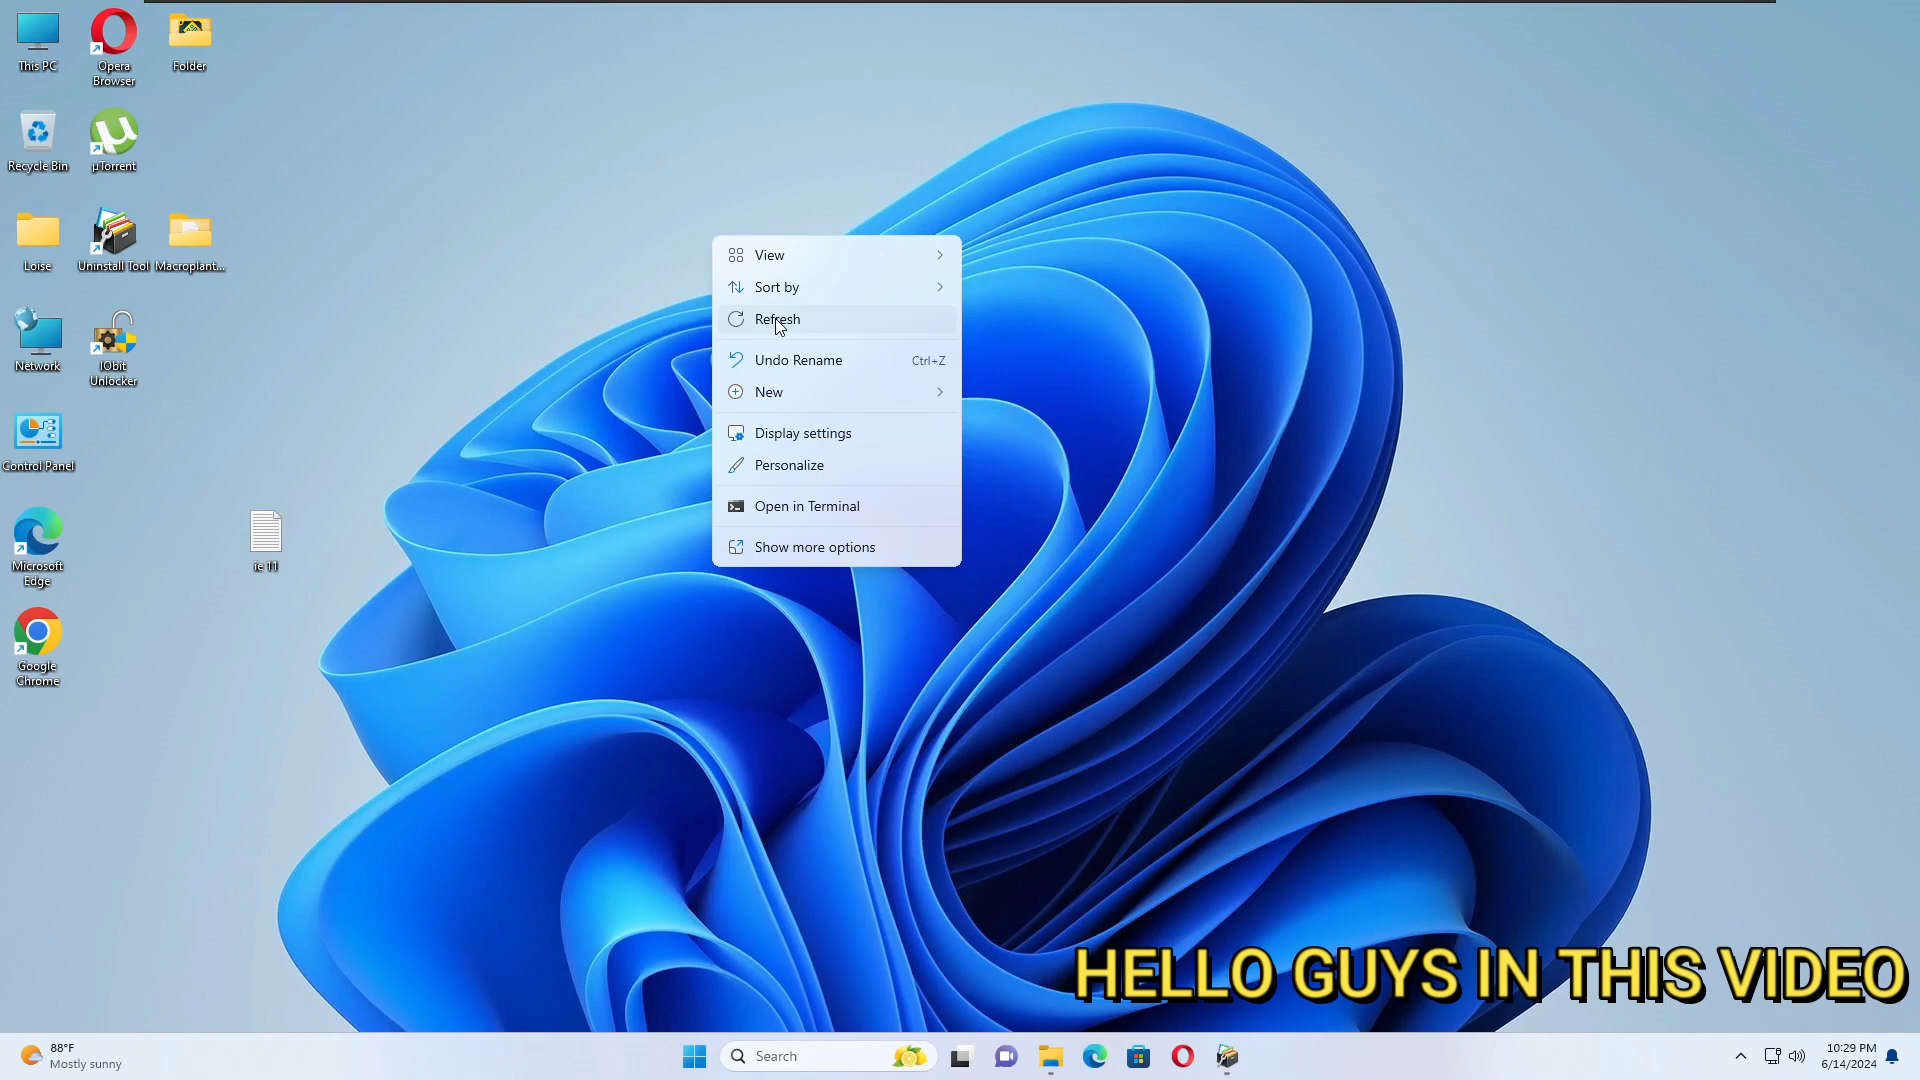 This PC
Opera
Browser
Folder
Recycle Bin
µTorrent
Loise
Uninstall Tool
Macroplant...
Network
IObit
Unlocker
Control Panel
Microsoft
Edge
ie 11
Google
Chrome
View
Sort by
Refresh
Undo Rename Ctrl+Z
New
Display settings
Personalize
Open in Terminal
Show more options
HELLO GUYS IN THIS VIDEO
88°F
Mostly sunny
Search
10:29 PM
6/14/2024